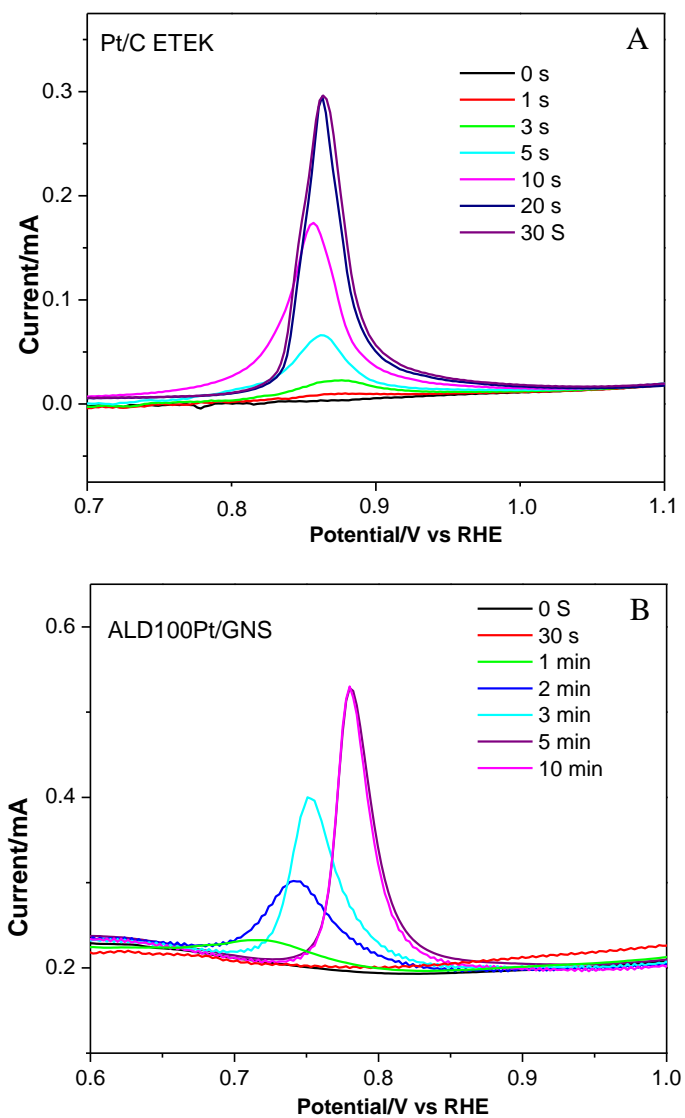 Pt/C ETEK
A
0 s
1 s
3 s
5 s
10 s
20 s
30 S
0.3
0.2
0.1
0.0
Current/mA
0.7
0.8
0.9
1.0
1.1
Potential/V vs RHE
ALD100Pt/GNS
B
0 S
30 s
1 min
2 min
3 min
5 min
10 min
0.6
0.4
0.2
Current/mA
0.6
0.7
0.8
0.9
1.0
Potential/V vs RHE